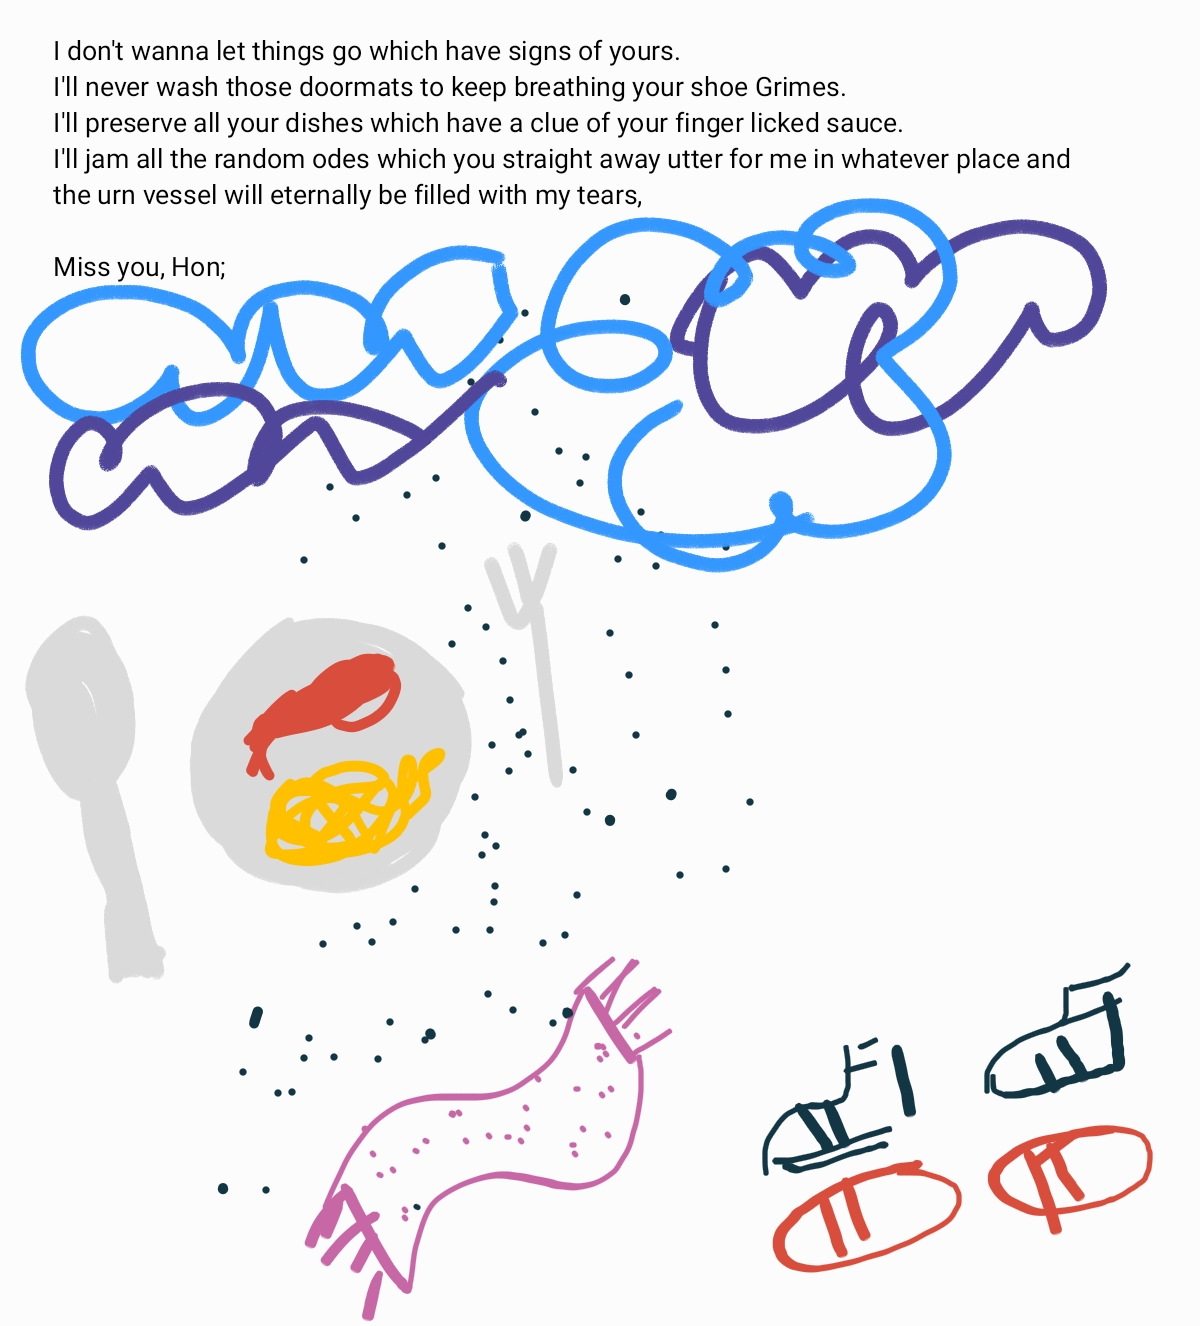 I don't wanna let things go which have signs of yours.
I'll never wash those doormats to keep breathing your shoe Grimes.
I'll preserve all your dishes which have a clue of your finger licked sauce.
I'll jam all the random odes which you straight away utter for me in whatever place and
the urn vessel will eternally be filled with my tears,
Miss you, Hon;